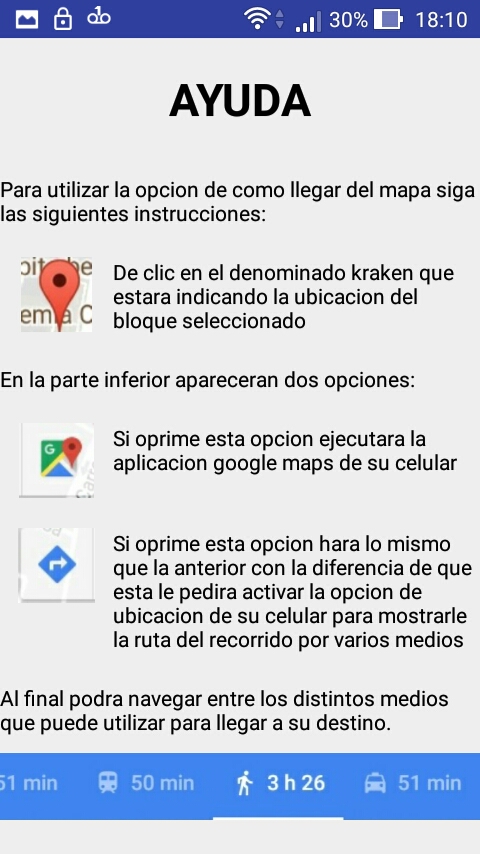 30% 18:10
AYUDA
Para utilizar la opcion de como llegar del mapa siga
las siguientes instrucciones:
De clic en el denominado kraken que
estara indicando la ubicacion del
bloque seleccionado
En la parte inferior apareceran dos opciones:
G
Si oprime esta opcion ejecutara la
aplicacion google maps de su celular
Si oprime esta opcion hara lo mismo
que la anterior con la diferencia de que
esta le pedira activar la opcion de
ubicacion de su celular para mostrarle
la ruta del recorrido por varios medios
Al final podra navegar entre los distintos medios
que puede utilizar para llegar a su destino.
51 min 50 min 3 h 26 51 min